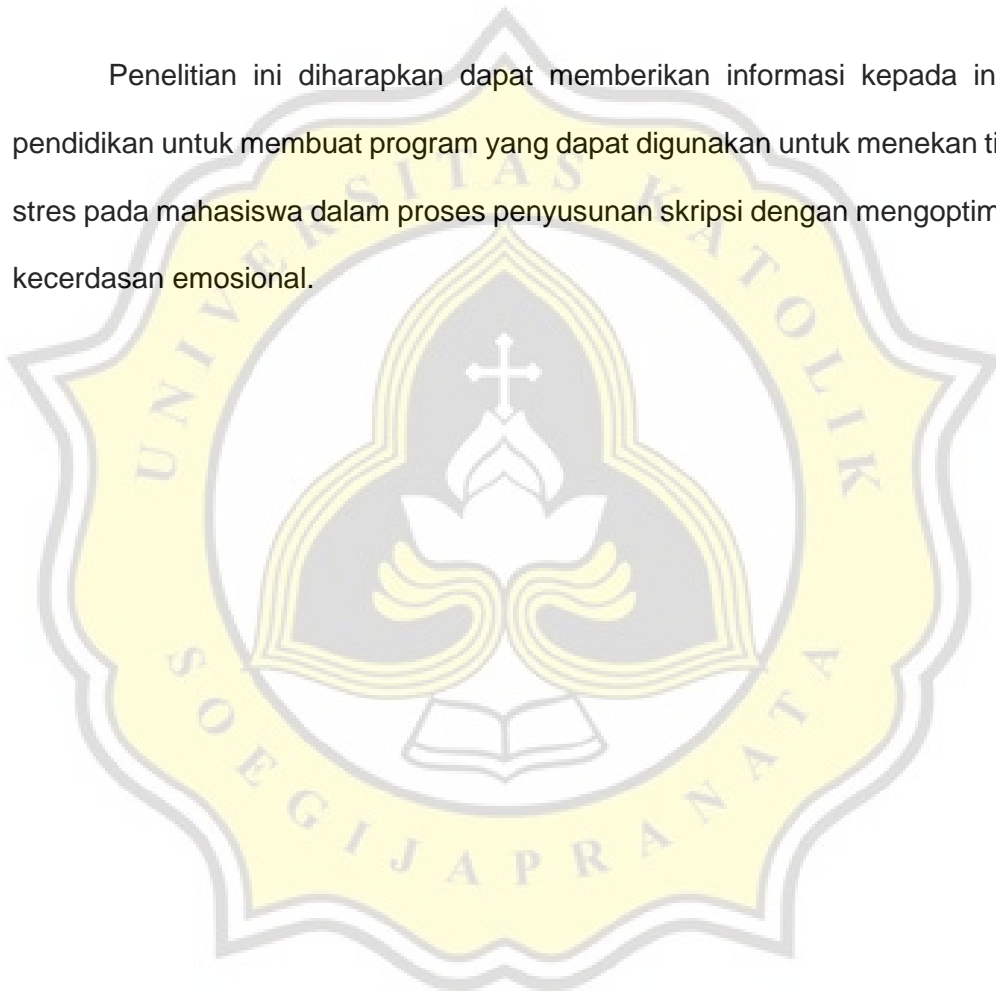 Penelitian ini diharapkan dapat memberikan informasi kepada in
pendidikan untuk membuat program yang dapat digunakan untuk menekan ti
stres pada mahasiswa dalam proses penyusunan skripsi dengan mengoptim
kecerdasan emosional.
UNIVERSITAS KATOLIK
SOEGIJAPRANATA